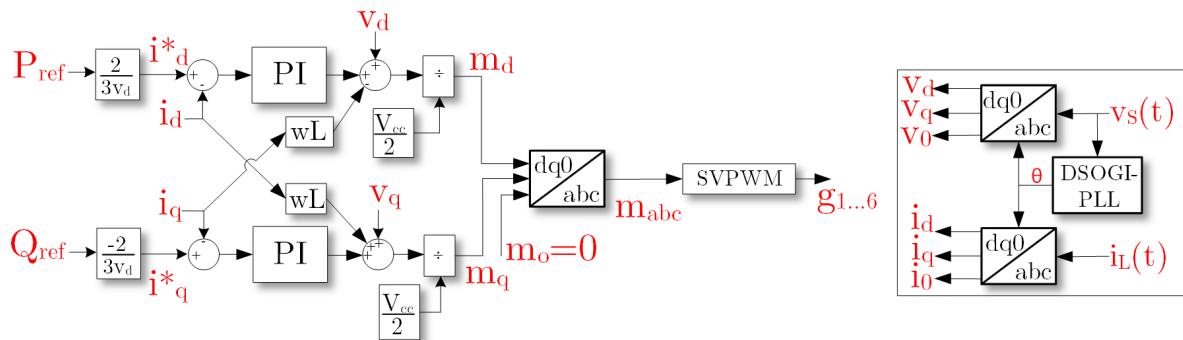 P_ref
2
3v_d
i*_d
+
-
i_d
PI
v_d
+
+
-
÷
m_d
V_cc
2
wL
wL
i_q
Q_ref
-2
3v_d
i*_q
-
+
PI
v_q
+
+
+
÷
m_q
V_cc
2
m_o=0
dq0
abc
m_abc
SVPWM
g_1...6
v_d
v_q
v_0
dq0
abc
v_S(t)
θ
DSOGI-
PLL
i_d
i_q
i_0
dq0
abc
i_L(t)